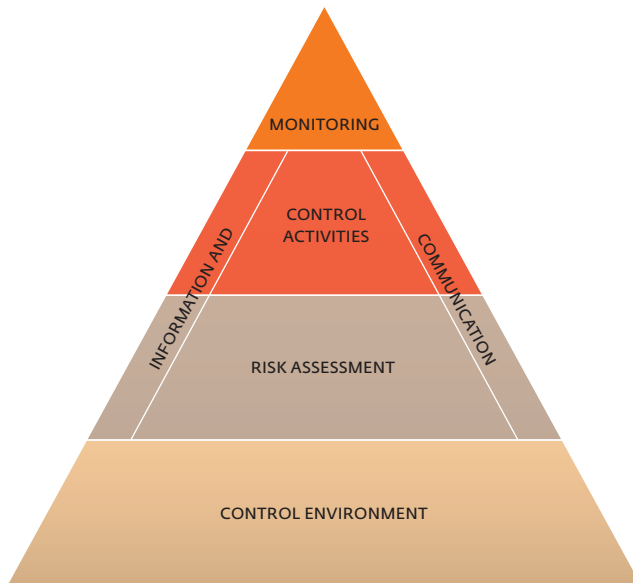 MONITORING
CONTROL
ACTIVITIES
INFORMATION AND
COMMUNICATION
RISK ASSESSMENT
CONTROL ENVIRONMENT